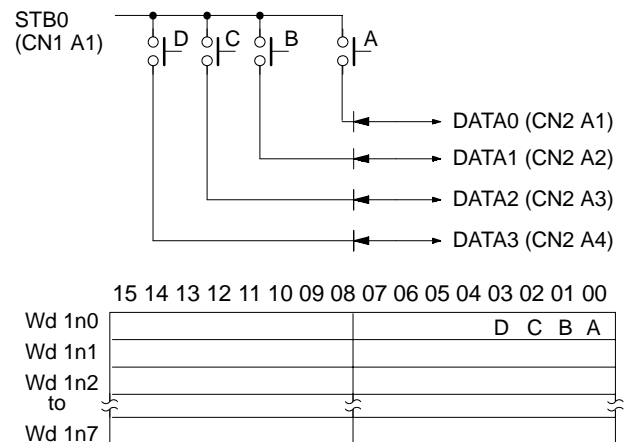 STB0
(CN1 A1)
D C B A
DATA0 (CN2 A1)
DATA1 (CN2 A2)
DATA2 (CN2 A3)
DATA3 (CN2 A4)
15 14 13 12 11 10 09 08 07 06 05 04 03 02 01 00
Wd 1n0 D C B A
Wd 1n1
Wd 1n2
to
Wd 1n7